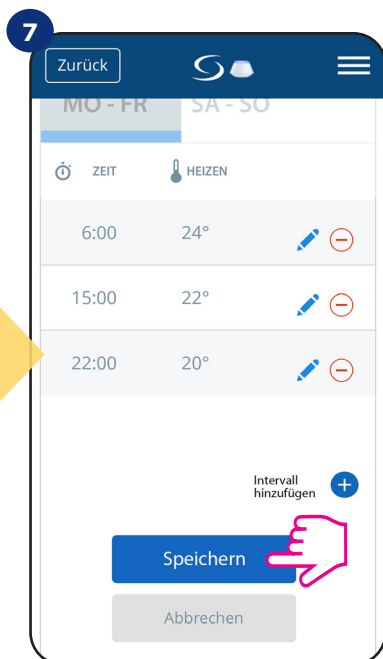 7
Zurück
MO - FR SA - SO
ZEIT HEIZEN
6:00 24°
15:00 22°
22:00 20°
Intervall
hinzufügen
Speichern
Abbrechen